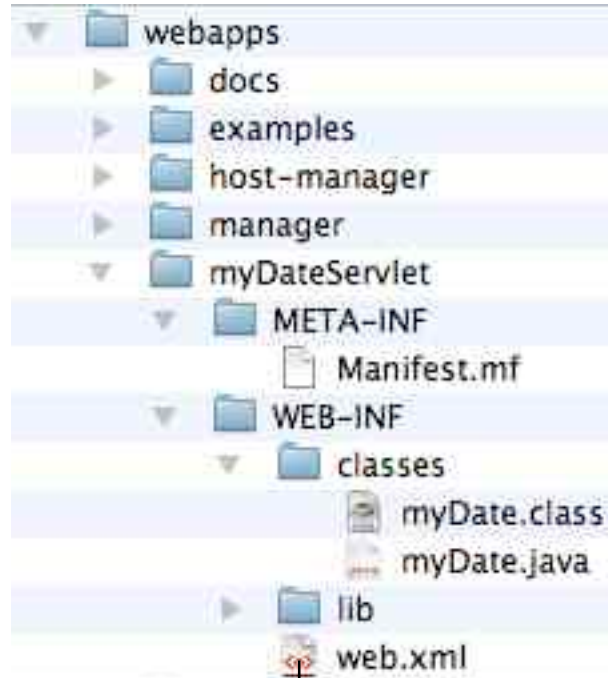 webapps
docs
examples
host-manager
manager
myDateServlet
META-INF
Manifest.mf
WEB-INF
classes
myDate.class
myDate.java
lib
web.xml